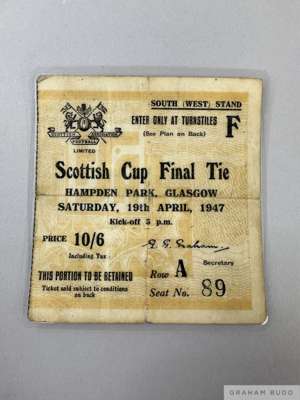 SOUTH (WEST) STAND
ENTER ONLY AT TURNSTILES
(See Plan on Back)
F
FOOTBALL
LIMITED
Scottish Cup Final Tie
HAMPDEN PARK, GLASGOW
SATURDAY, 19th APRIL, 1947
Kick-off 3 p.m.
PRICE 10/6
Including Tax
G. G. Graham
Secretary
THIS PORTION TO BE RETAINED
Ticket sold subject to conditions
on back
Row A
Seat No. 89
GRAHAM BUDD